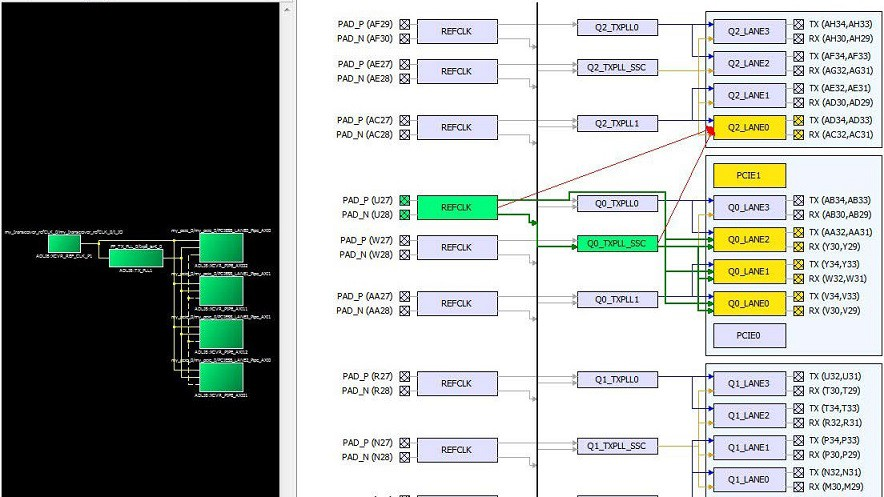 PAD_P (AF29)
PAD_N (AF30)
REFCLK
Q2_TXPLL0
Q2_LANE3
TX (AH34,AH33)
RX (AH30,AH29)
PAD_P (AE27)
PAD_N (AE28)
REFCLK
Q2_TXPLL_SSC
Q2_LANE2
TX (AF34,AF33)
RX (AG32,AG31)
Q2_LANE1
TX (AE32,AE31)
RX (AD30,AD29)
PAD_P (AC27)
PAD_N (AC28)
REFCLK
Q2_TXPLL1
Q2_LANE0
TX (AD34,AD33)
RX (AC32,AC31)
PCIE1
PAD_P (U27)
PAD_N (U28)
REFCLK
Q0_TXPLL0
Q0_LANE3
TX (AB34,AB33)
RX (AB30,AB29)
PAD_P (W27)
PAD_N (W28)
REFCLK
Q0_TXPLL_SSC
Q0_LANE2
TX (AA32,AA31)
RX (Y30,Y29)
Q0_LANE1
TX (Y34,Y33)
RX (W32,W31)
PAD_P (AA27)
PAD_N (AA28)
REFCLK
Q0_TXPLL1
Q0_LANE0
TX (V34,V33)
RX (V30,V29)
PCIE0
PAD_P (R27)
PAD_N (R28)
REFCLK
Q1_TXPLL0
Q1_LANE3
TX (U32,U31)
RX (T30,T29)
Q1_LANE2
TX (T34,T33)
RX (R32,R31)
PAD_P (N27)
PAD_N (N28)
REFCLK
Q1_TXPLL_SSC
Q1_LANE1
TX (P34,P33)
RX (P30,P29)
Q1_LANE0
TX (N32,N31)
RX (M30,M29)
ADLIB:XCVR_REF_CLK_P1
ADLIB:TX_PLL1